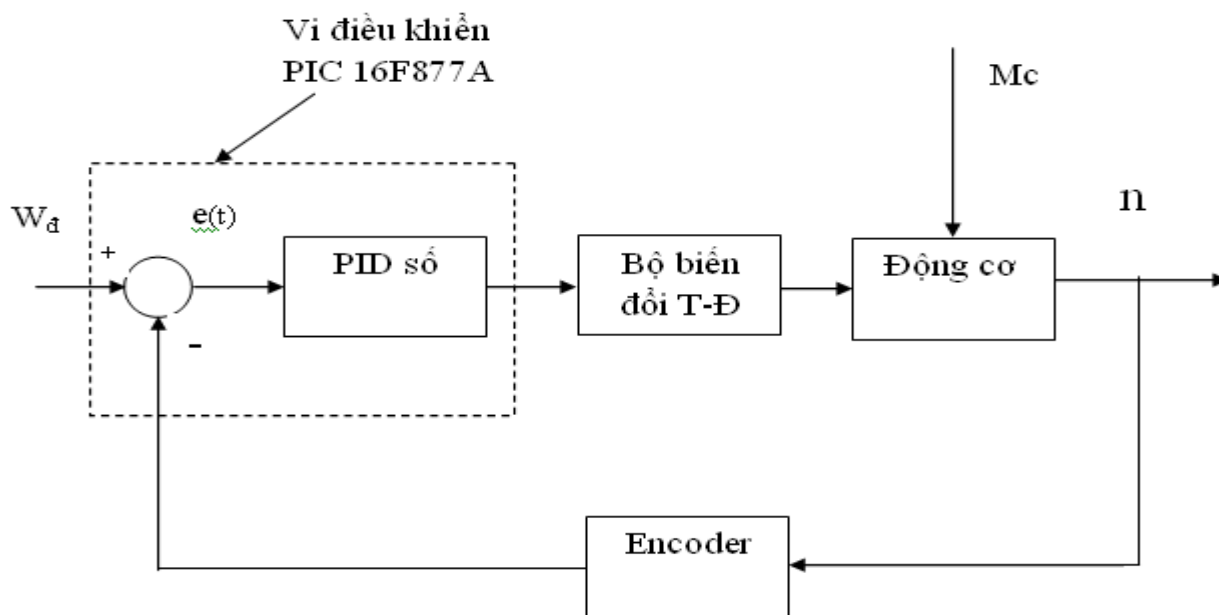 Vi điều khiển
PIC 16F877A
Mc
n
Wđ
e(t)
+
PID số
Bộ biến
đổi T-Đ
Động cơ
-
Encoder